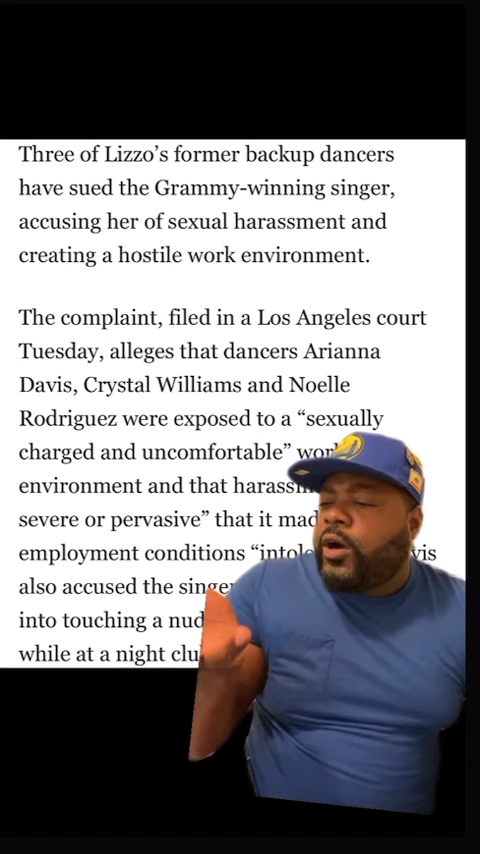 Three of Lizzo’s former backup dancers
have sued the Grammy-winning singer,
accusing her of sexual harassment and
creating a hostile work environment.
The complaint, filed in a Los Angeles court
Tuesday, alleges that dancers Arianna
Davis, Crystal Williams and Noelle
Rodriguez were exposed to a “sexually
charged and uncomfortable”
environment and that
severe or pervasive” that it
employment conditions
also accused the
into touching a
while at a night